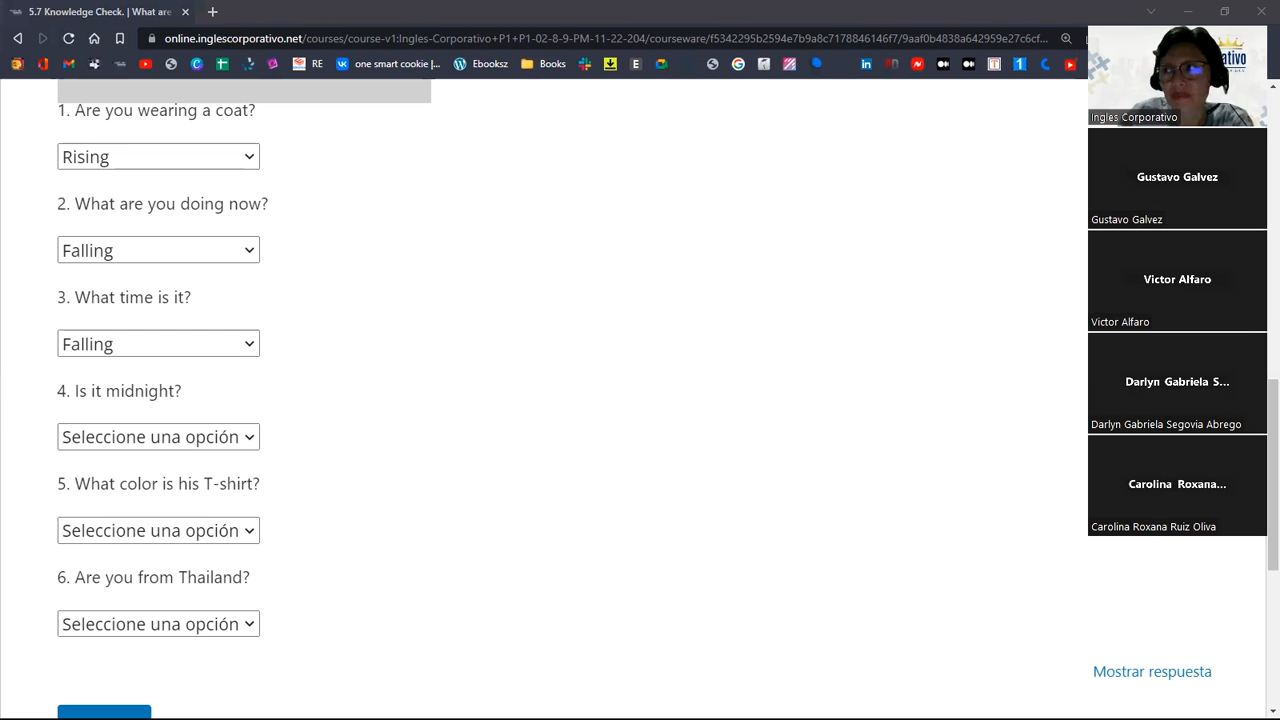 5.7 Knowledge Check. | What are
online.inglescorporativo.net/courses/course-v1:Ingles-Corporativo+P1+P1-02-8-9-PM-11-22-204/courseware/f5342295b2594e7b9a8c7178846146f7/9aaf0b4838a642959e27c6cf...
RE
one smart cookie |...
Ebooksz
Books
1. Are you wearing a coat?
Rising
2. What are you doing now?
Falling
3. What time is it?
Falling
4. Is it midnight?
Seleccione una opción
5. What color is his T-shirt?
Seleccione una opción
6. Are you from Thailand?
Seleccione una opción
Mostrar respuesta
Ingles Corporativo
Gustavo Galvez
Gustavo Galvez
Victor Alfaro
Victor Alfaro
Darlyn Gabriela S...
Darlyn Gabriela Segovia Abrego
Carolina Roxana...
Carolina Roxana Ruiz Oliva